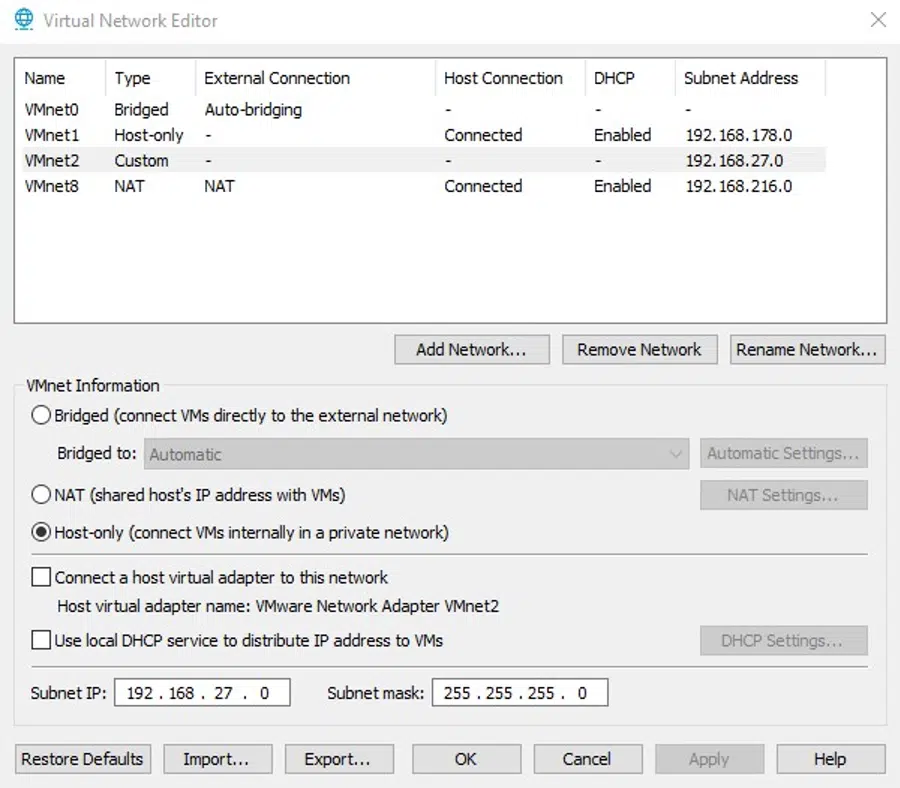 Virtual Network Editor
Name Type External Connection Host Connection DHCP Subnet Address
VMnet0 Bridged Auto-bridging - - -
VMnet1 Host-only - Connected Enabled 192.168.178.0
VMnet2 Custom - - - 192.168.27.0
VMnet8 NAT NAT Connected Enabled 192.168.216.0
Add Network... Remove Network Rename Network...
VMnet Information
Bridged (connect VMs directly to the external network)
Bridged to: Automatic Automatic Settings...
NAT (shared host's IP address with VMs) NAT Settings...
Host-only (connect VMs internally in a private network)
Connect a host virtual adapter to this network
Host virtual adapter name: VMware Network Adapter VMnet2
Use local DHCP service to distribute IP address to VMs DHCP Settings...
Subnet IP: 192 . 168 . 27 . 0 Subnet mask: 255 . 255 . 255 . 0
Restore Defaults Import... Export... OK Cancel Apply Help